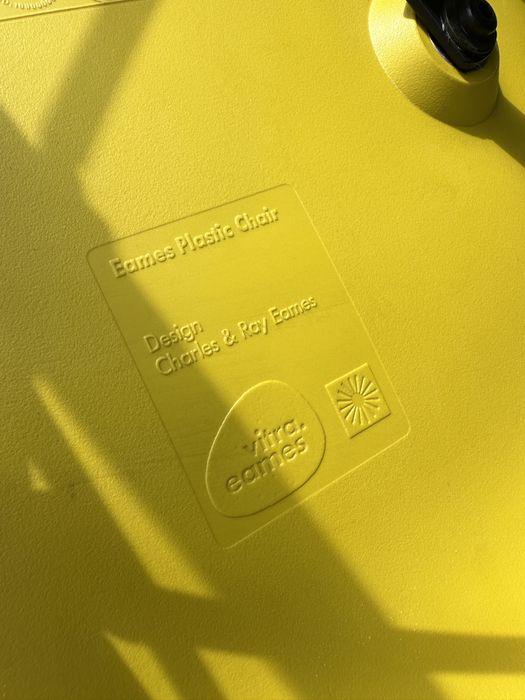 Eames Plastic Chair
Design
Charles & Ray Eames
vitra.
eames